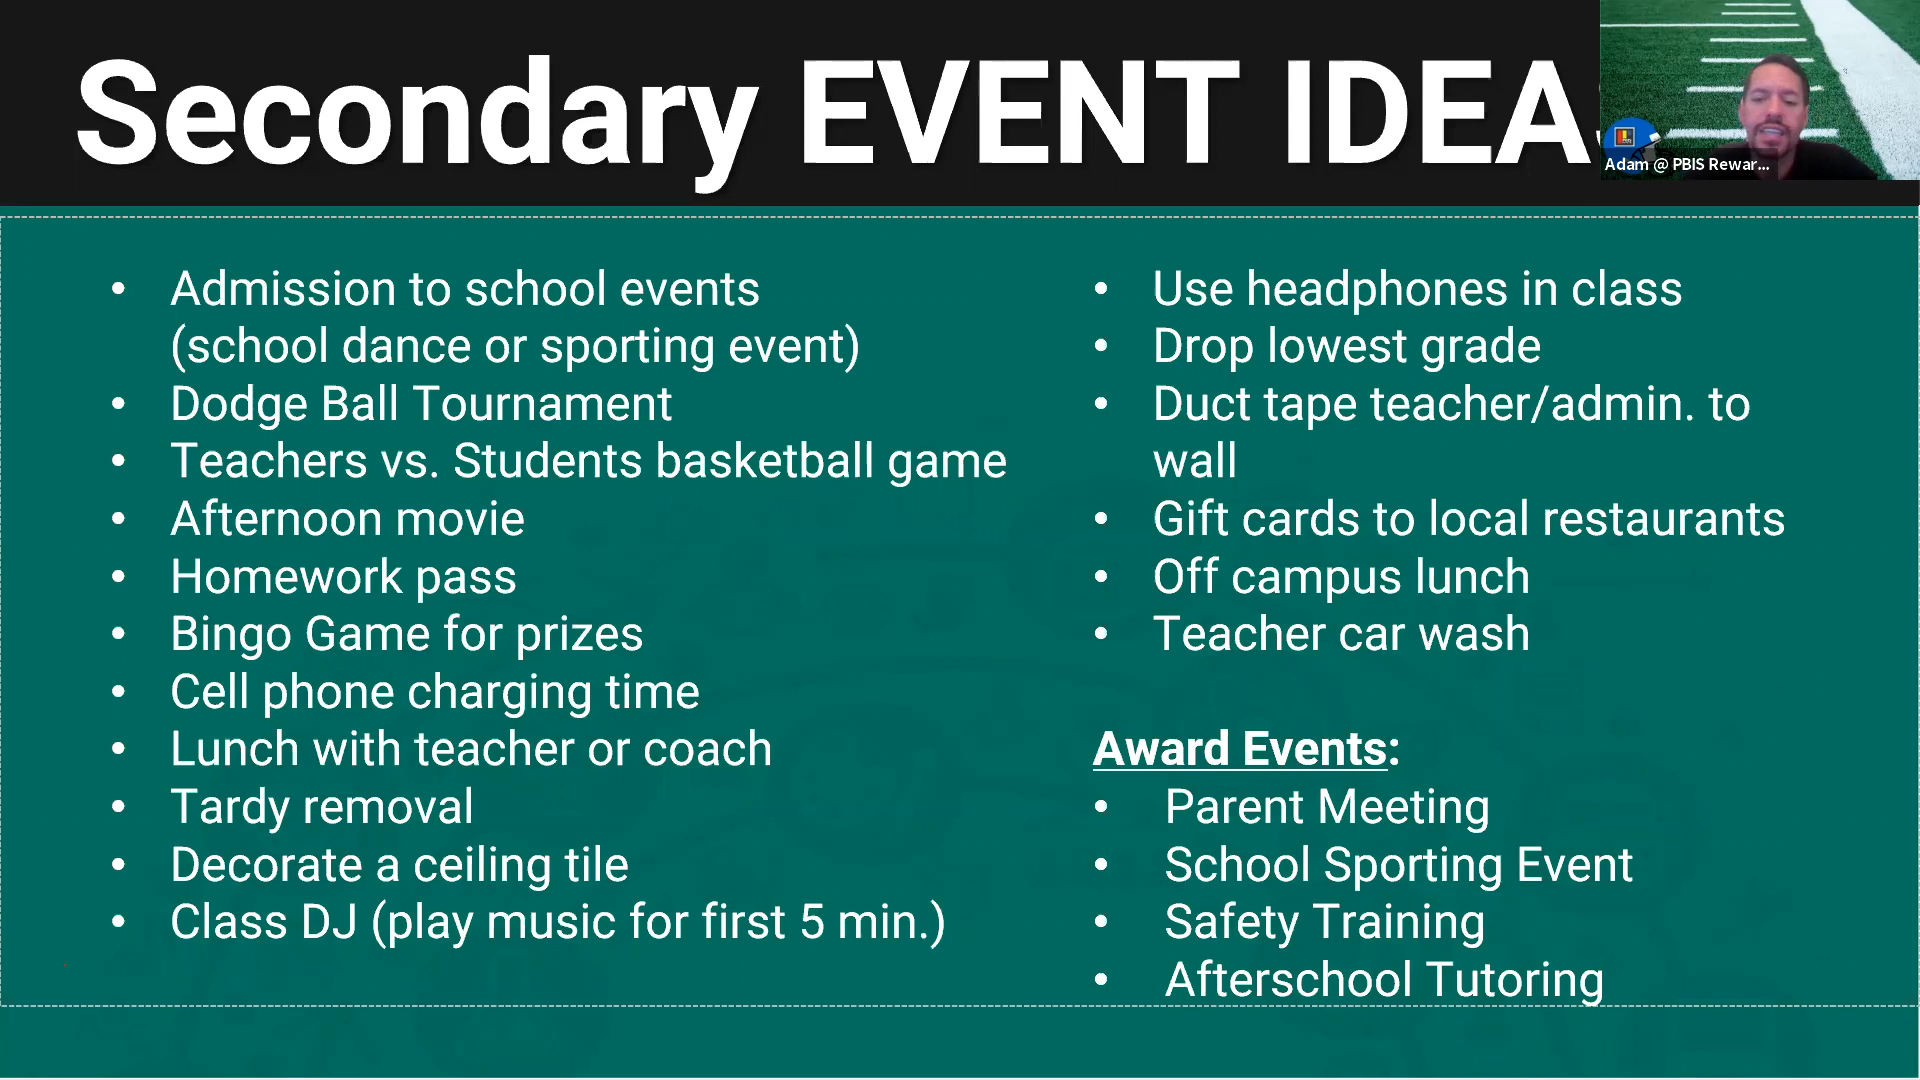 Secondary EVENT IDEA
Adam @ PBIS Rewar...
• Admission to school events
(school dance or sporting event)
• Dodge Ball Tournament
• Teachers vs. Students basketball game
• Afternoon movie
• Homework pass
• Bingo Game for prizes
• Cell phone charging time
• Lunch with teacher or coach
• Tardy removal
• Decorate a ceiling tile
• Class DJ (play music for first 5 min.)
• Use headphones in class
• Drop lowest grade
• Duct tape teacher/admin. to
wall
• Gift cards to local restaurants
• Off campus lunch
• Teacher car wash
Award Events:
• Parent Meeting
• School Sporting Event
• Safety Training
• Afterschool Tutoring